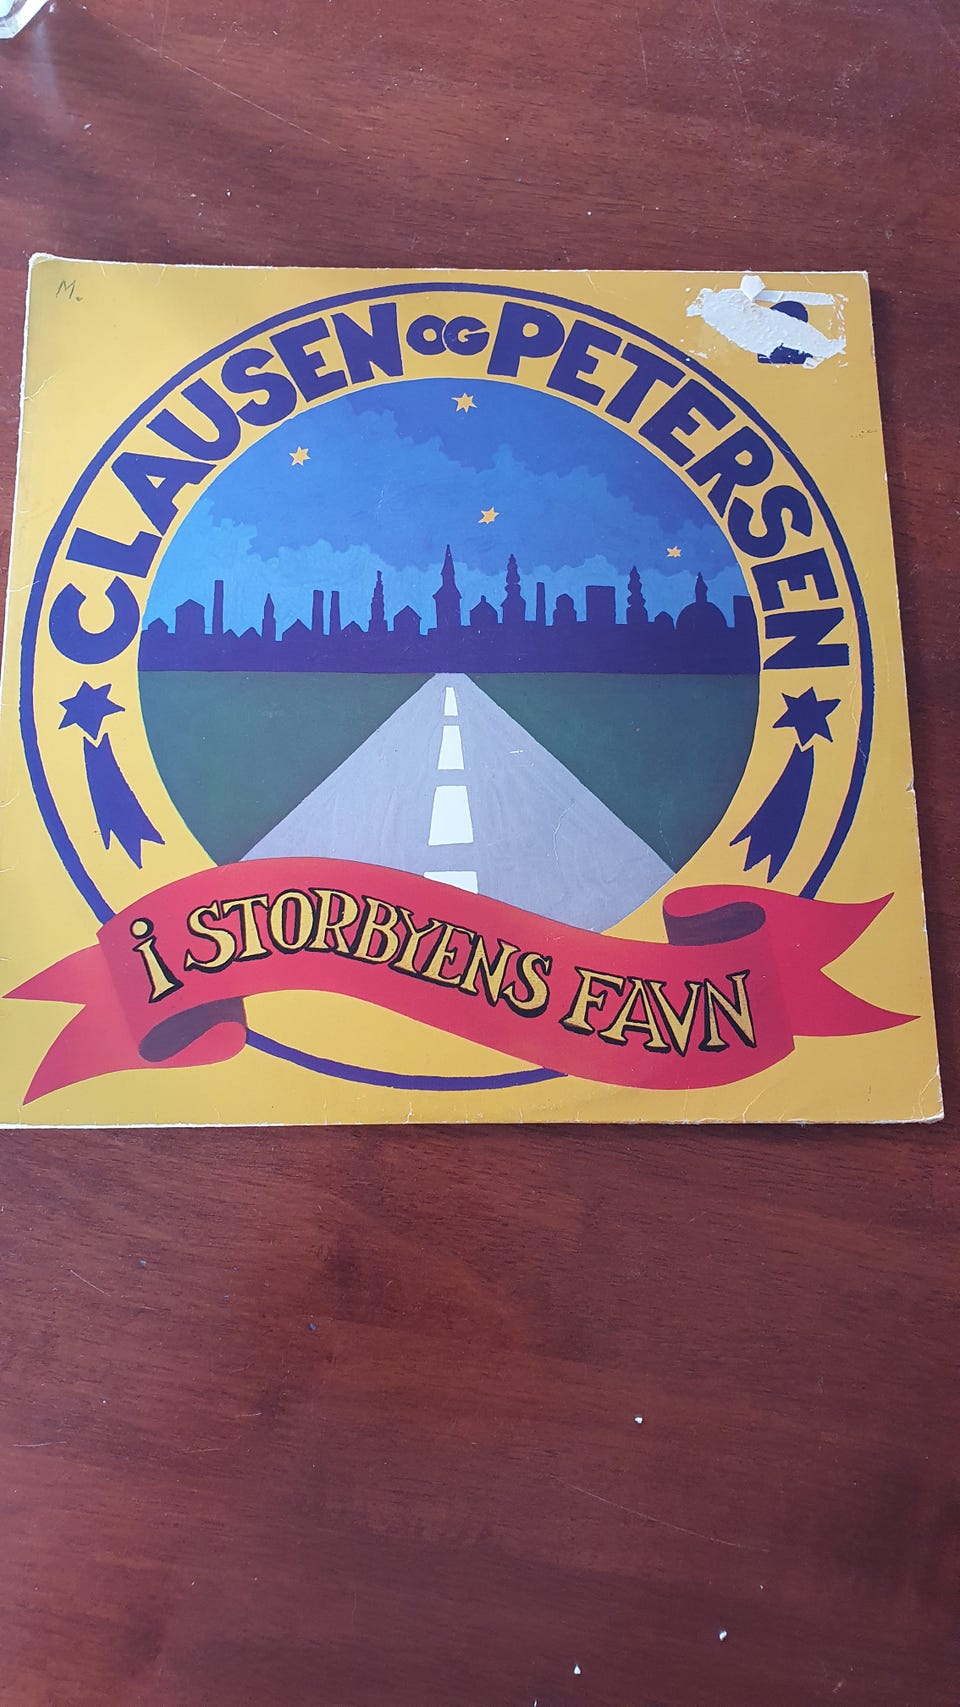 M.
CLAUSEN OG PETERSEN
i STORBYENS FAVN